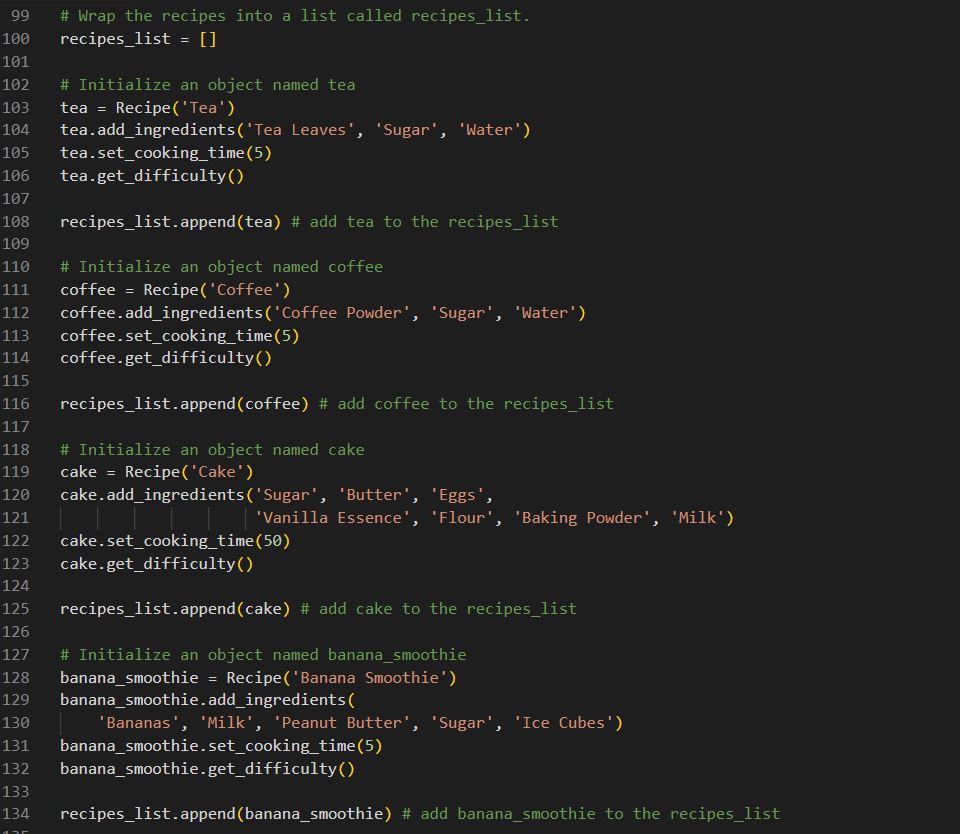 99 # Wrap the recipes into a list called recipes_list.
100 recipes_list = []
101
102 # Initialize an object named tea
103 tea = Recipe('Tea')
104 tea.add_ingredients('Tea Leaves', 'Sugar', 'Water')
105 tea.set_cooking_time(5)
106 tea.get_difficulty()
107
108 recipes_list.append(tea) # add tea to the recipes_list
109
110 # Initialize an object named coffee
111 coffee = Recipe('Coffee')
112 coffee.add_ingredients('Coffee Powder', 'Sugar', 'Water')
113 coffee.set_cooking_time(5)
114 coffee.get_difficulty()
115
116 recipes_list.append(coffee) # add coffee to the recipes_list
117
118 # Initialize an object named cake
119 cake = Recipe('Cake')
120 cake.add_ingredients('Sugar', 'Butter', 'Eggs',
121 'Vanilla Essence', 'Flour', 'Baking Powder', 'Milk')
122 cake.set_cooking_time(50)
123 cake.get_difficulty()
124
125 recipes_list.append(cake) # add cake to the recipes_list
126
127 # Initialize an object named banana_smoothie
128 banana_smoothie = Recipe('Banana Smoothie')
129 banana_smoothie.add_ingredients(
130 'Bananas', 'Milk', 'Peanut Butter', 'Sugar', 'Ice Cubes')
131 banana_smoothie.set_cooking_time(5)
132 banana_smoothie.get_difficulty()
133
134 recipes_list.append(banana_smoothie) # add banana_smoothie to the recipes_list